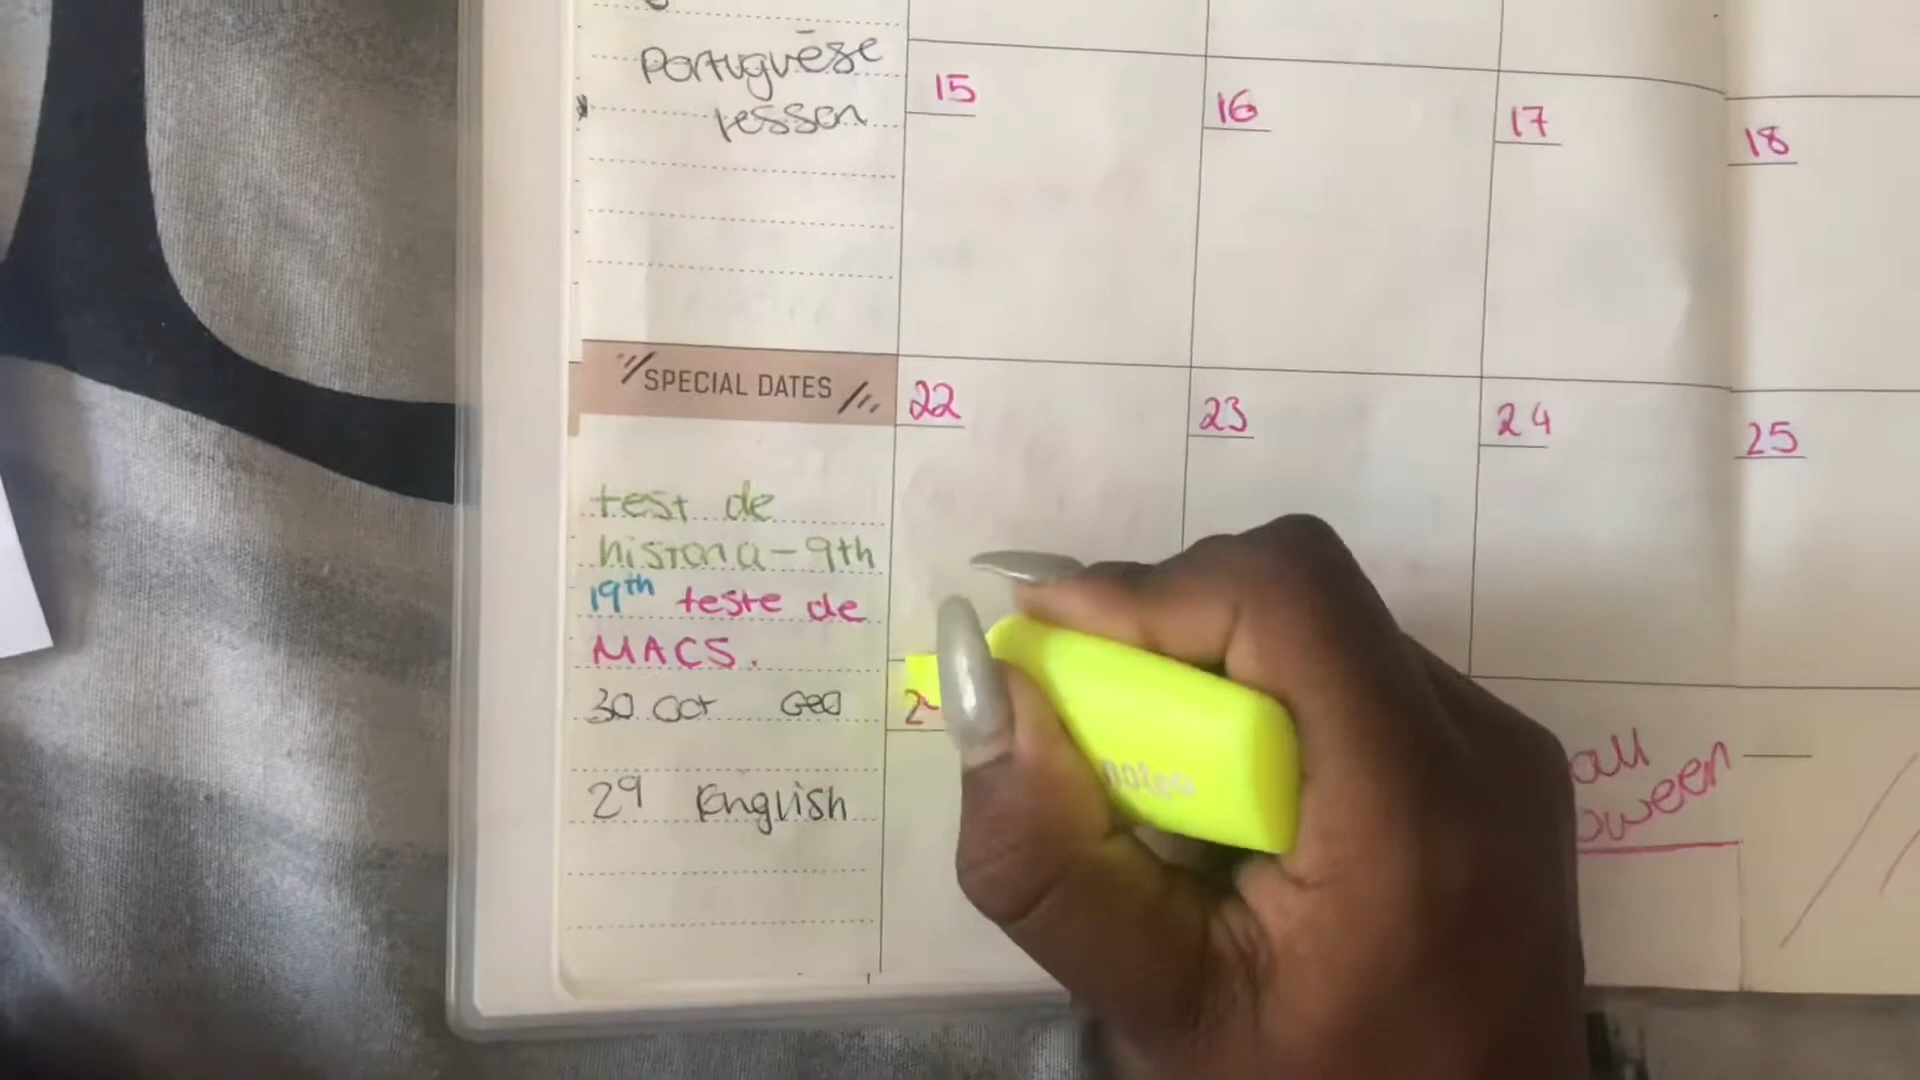 Portuguese
lesson
15
16
17
18
SPECIAL DATES
22
23
24
25
test de
historia - 9th
19th teste de
MACS.
30 Oct Geo
29 English
ween